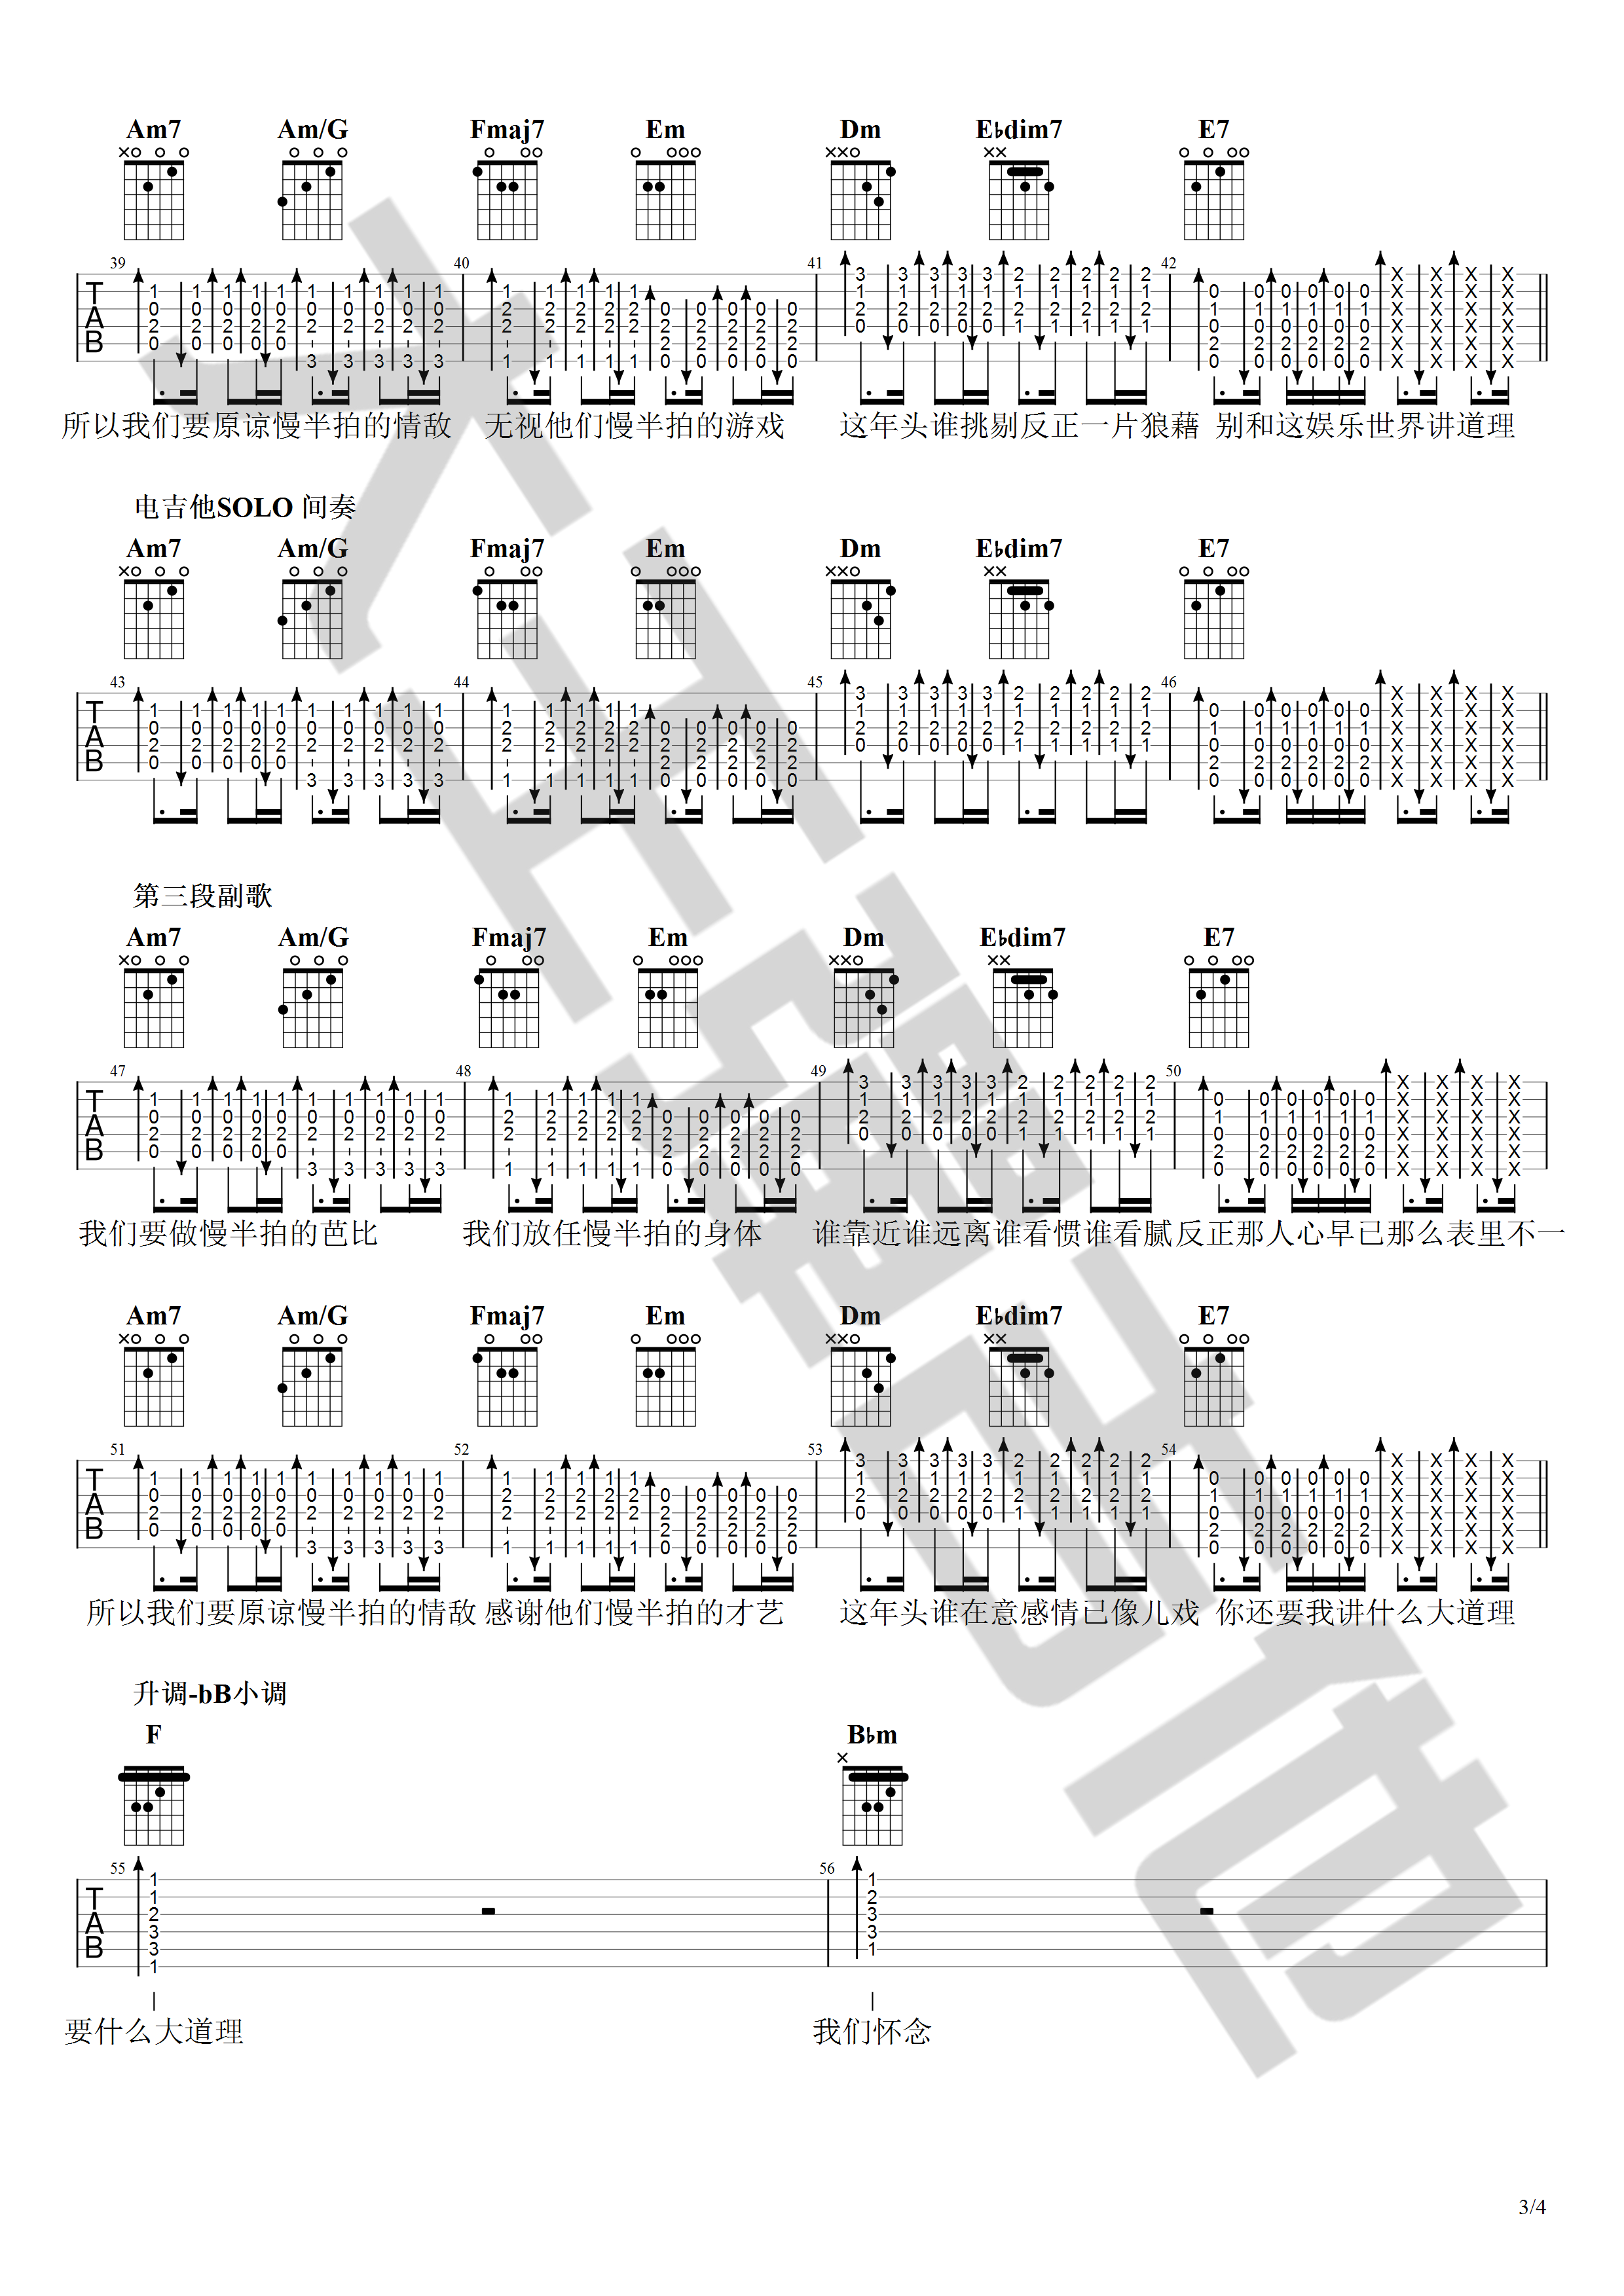 Am7 Am/G Fmaj7 Em Dm E♭dim7 E7
39 40 41 42
所以我们要原谅慢半拍的情敌 无视他们慢半拍的游戏 这年头谁挑剔反正一片狼藉 别和这娱乐世界讲道理
电吉他SOLO 间奏
Am7 Am/G Fmaj7 Em Dm E♭dim7 E7
43 44 45 46
第三段副歌
Am7 Am/G Fmaj7 Em Dm E♭dim7 E7
47 48 49 50
我们要做慢半拍的芭比 我们放任慢半拍的身体 谁靠近谁远离谁看惯谁看腻 反正那人心早已那么表里不一
Am7 Am/G Fmaj7 Em Dm E♭dim7 E7
51 52 53 54
所以我们要原谅慢半拍的情敌 感谢他们慢半拍的才艺 这年头谁在意感情已像儿戏 你还要我讲什么大道理
升调-bB小调
F B♭m
55 56
要什么大道理 我们怀念
3/4